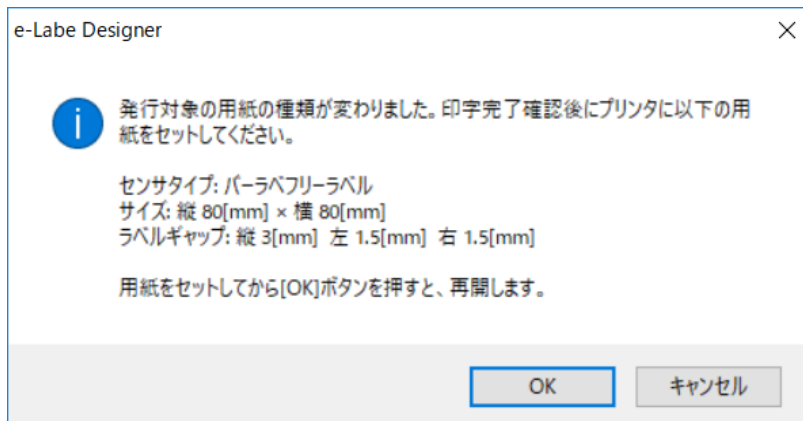 e-Labe Designer
発行対象の用紙の種類が変わりました。印字完了確認後にプリンタに以下の用
紙をセットしてください。
センサタイプ: バーラベフリーラベル
サイズ: 縦 80[mm] × 横 80[mm]
ラベルギャップ: 縦 3[mm] 左 1.5[mm] 右 1.5[mm]
用紙をセットしてから[OK]ボタンを押すと、再開します。
OK
キャンセル